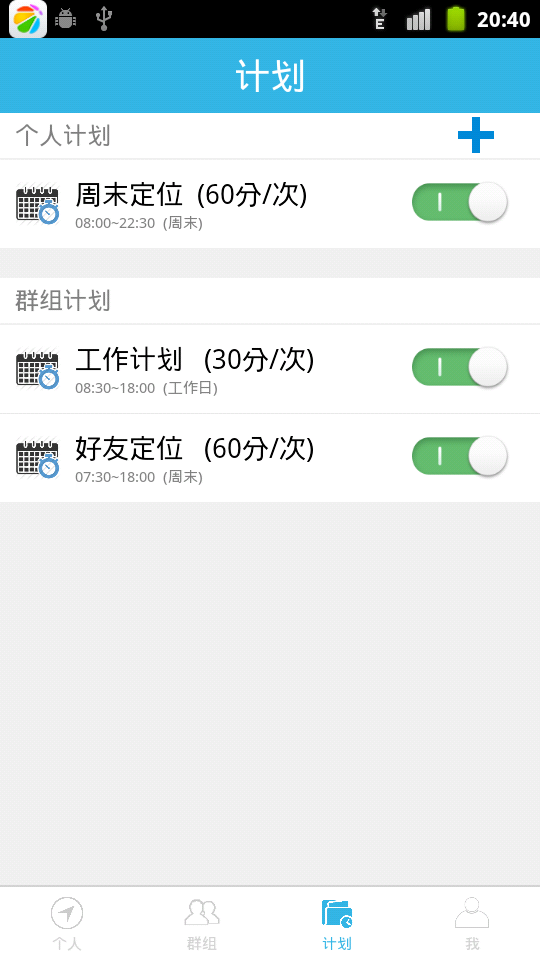 20:40
计划
个人计划
周末定位 (60分/次)
08:00~22:30 (周末)
群组计划
工作计划 (30分/次)
08:30~18:00 (工作日)
好友定位 (60分/次)
07:30~18:00 (周末)
个人 群组 计划 我